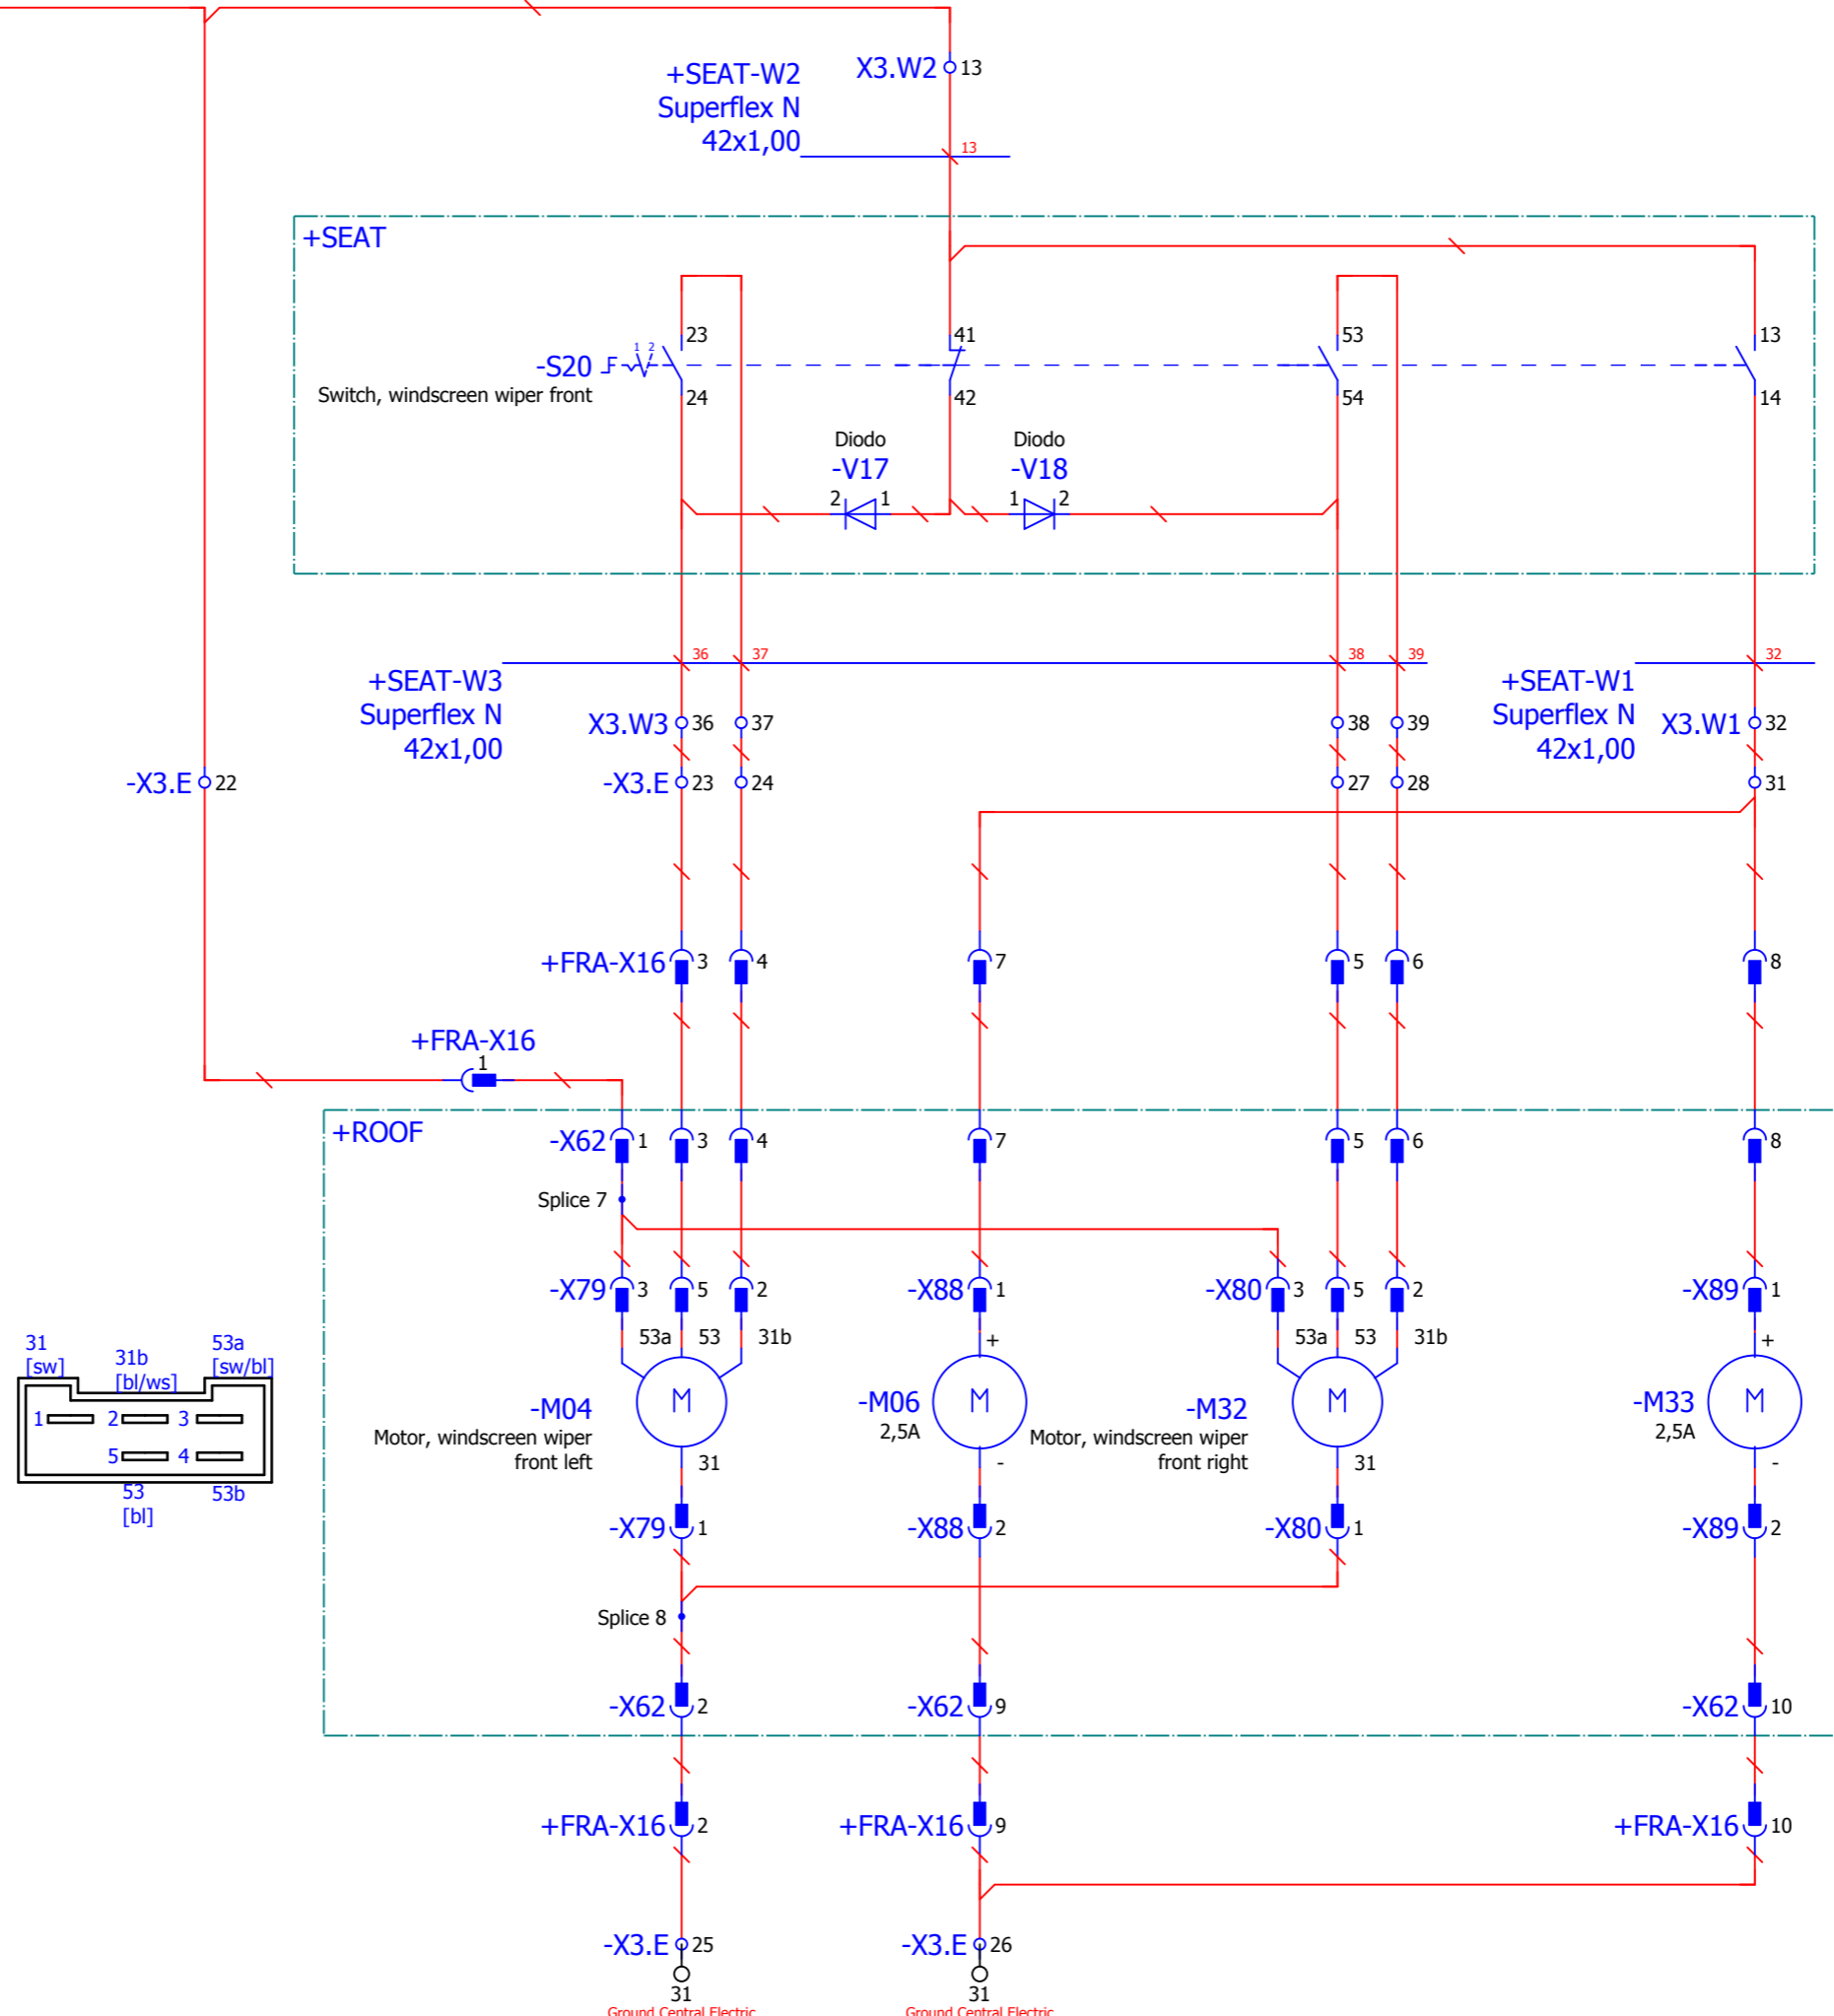 +SEAT-W2
Superflex N
42x1,00
X3.W2
13
13
+SEAT
23
41
53
13
1 2
-S20
Switch, windscreen wiper front
24
42
54
14
Diodo
-V17
2
1
Diodo
-V18
1
2
36
37
38
39
32
+SEAT-W3
Superflex N
42x1,00
+SEAT-W1
Superflex N
42x1,00
X3.W3
36
37
38
39
X3.W1
32
-X3.E
22
-X3.E
23
24
27
28
31
+FRA-X16
3
4
7
5
6
8
+FRA-X16
1
+ROOF
-X62
1
3
4
7
5
6
8
Splice 7
-X79
3
5
2
-X88
1
-X80
3
5
2
-X89
1
53a
53
31b
+
53a
53
31b
+
31
[sw]
31b
[bl/ws]
53a
[sw/bl]
1
2
3
5
4
53
[bl]
53b
M
-M04
Motor, windscreen wiper
front left
31
M
-M06
2,5A
-
M
-M32
Motor, windscreen wiper
front right
31
M
-M33
2,5A
-
-X79
1
-X88
2
-X80
1
-X89
2
Splice 8
-X62
2
-X62
9
-X62
10
+FRA-X16
2
+FRA-X16
9
+FRA-X16
10
-X3.E
25
-X3.E
26
31
31
Ground Central Electric
Ground Central Electric